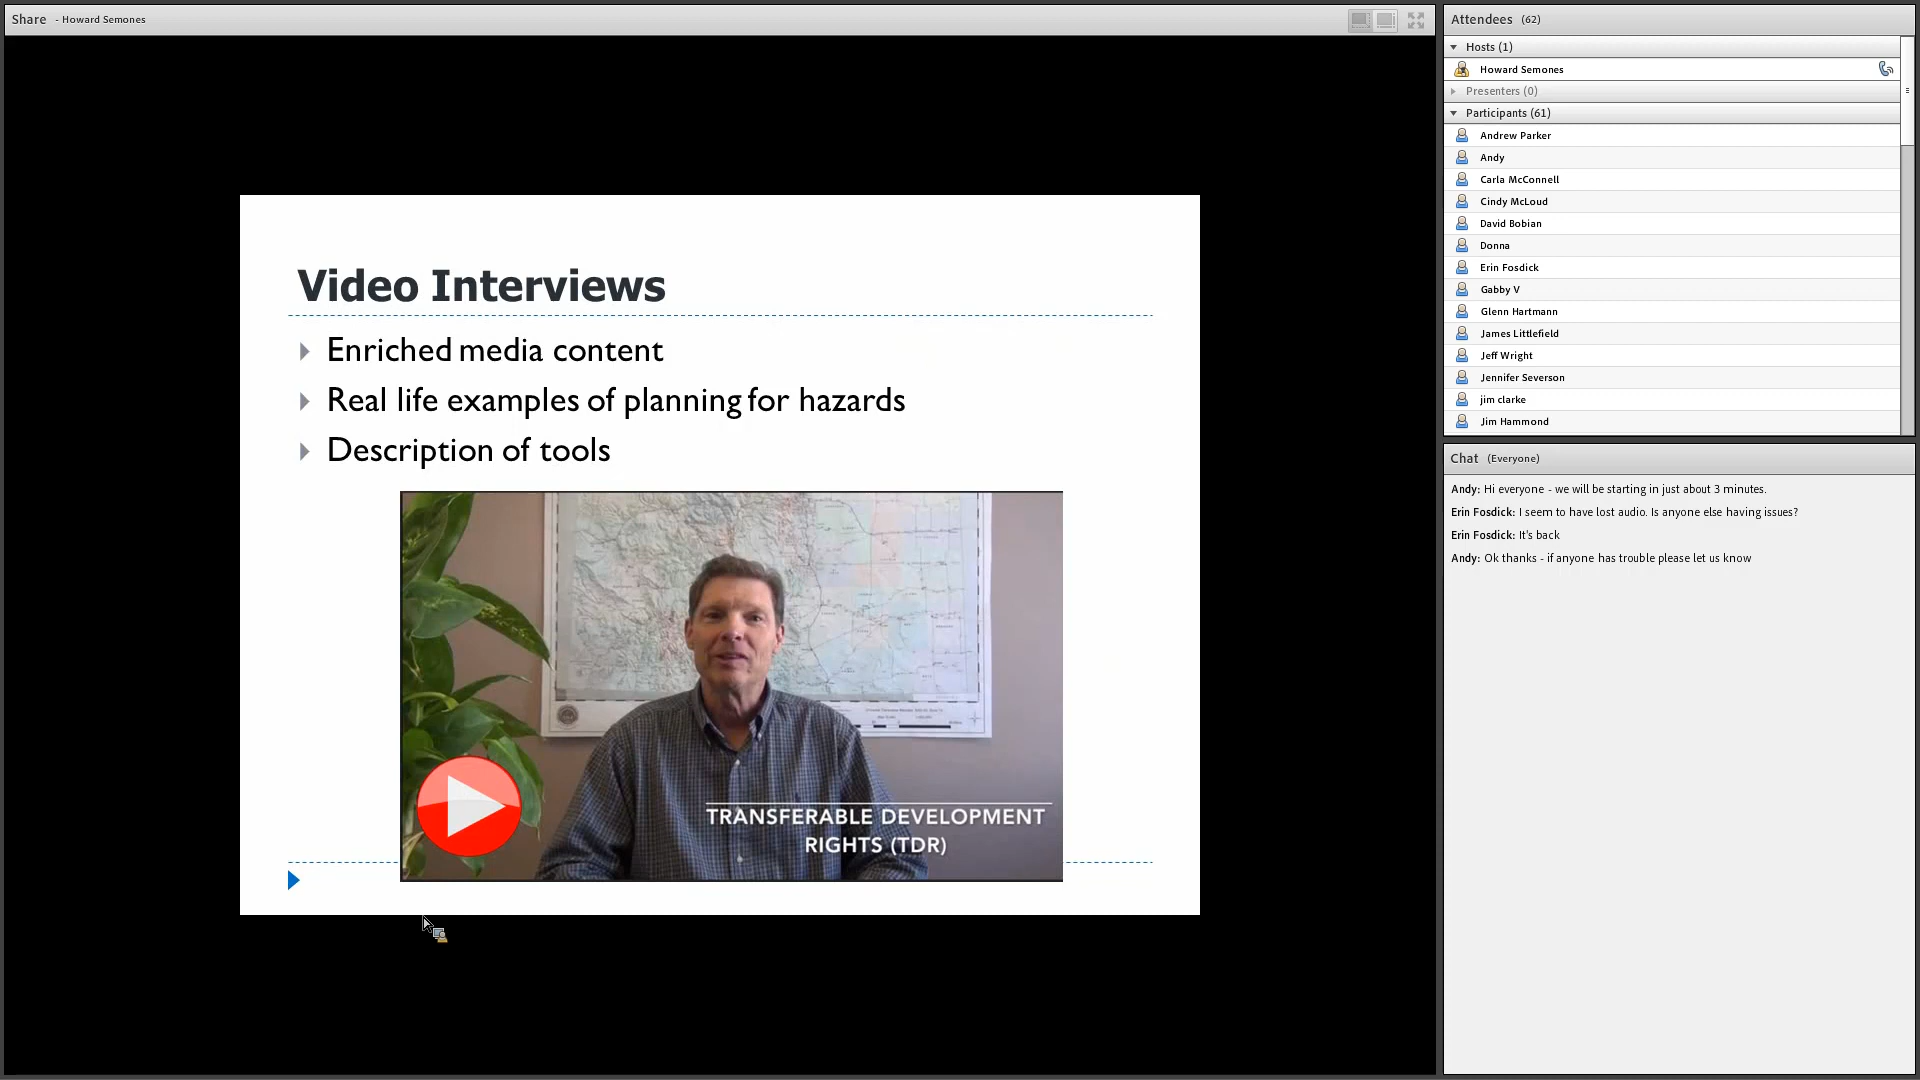 Share - Howard Semones
Video Interviews
Enriched media content
Real life examples of planning for hazards
Description of tools
TRANSFERABLE DEVELOPMENT
RIGHTS (TDR)
Attendees (62)
Hosts (1)
Howard Semones
Presenters (0)
Participants (61)
Andrew Parker
Andy
Carla McConnell
Cindy McLoud
David Bobian
Donna
Erin Fosdick
Gabby V
Glenn Hartmann
James Littlefield
Jeff Wright
Jennifer Severson
jim clarke
Jim Hammond
Chat (Everyone)
Andy: Hi everyone - we will be starting in just about 3 minutes.
Erin Fosdick: I seem to have lost audio. Is anyone else having issues?
Erin Fosdick: It's back
Andy: Ok thanks - if anyone has trouble please let us know